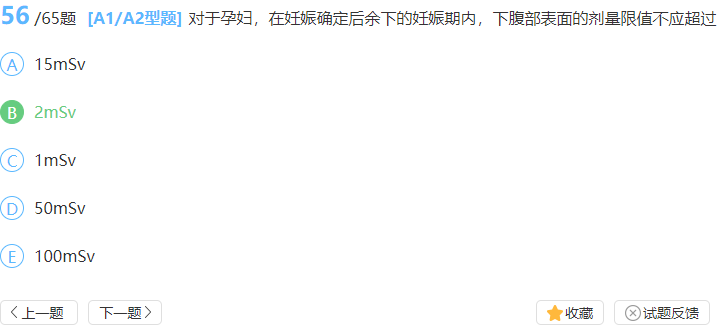 56 /65题 [A1/A2型题] 对于孕妇，在妊娠确定后余下的妊娠期内，下腹部表面的剂量限值不应超过
A 15mSv
B 2mSv
C 1mSv
D 50mSv
E 100mSv
上一题 下一题 收藏 试题反馈